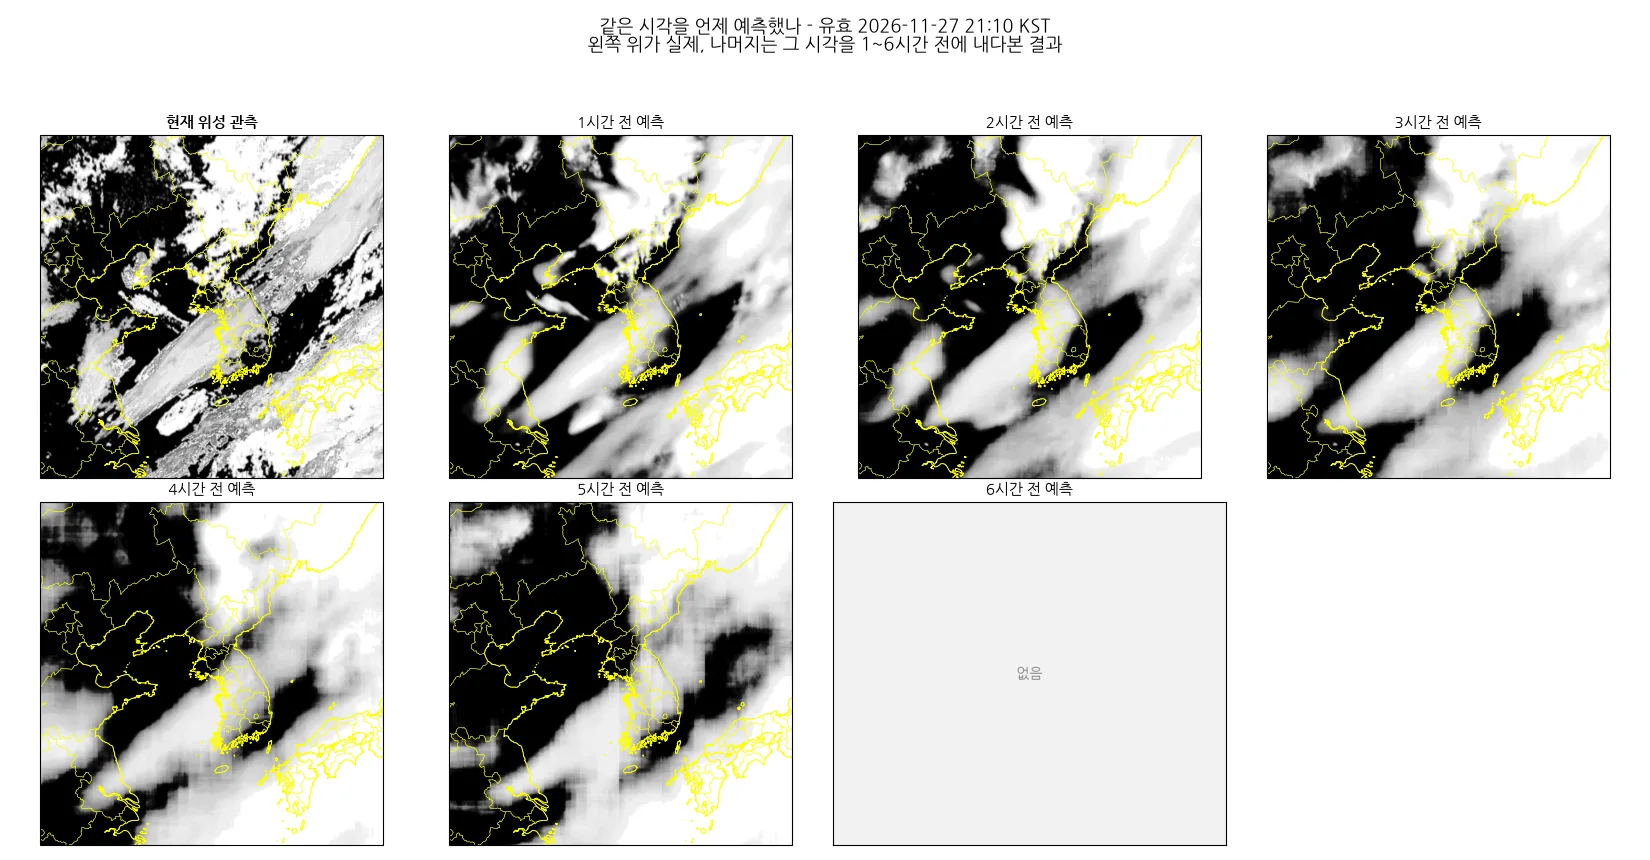 같은 시각을 언제 예측했나 - 유효 2026-11-27 21:10 KST
왼쪽 위가 실제, 나머지는 그 시각을 1~6시간 전에 내다본 결과
현재 위성 관측
1시간 전 예측
2시간 전 예측
3시간 전 예측
4시간 전 예측
5시간 전 예측
6시간 전 예측
없음